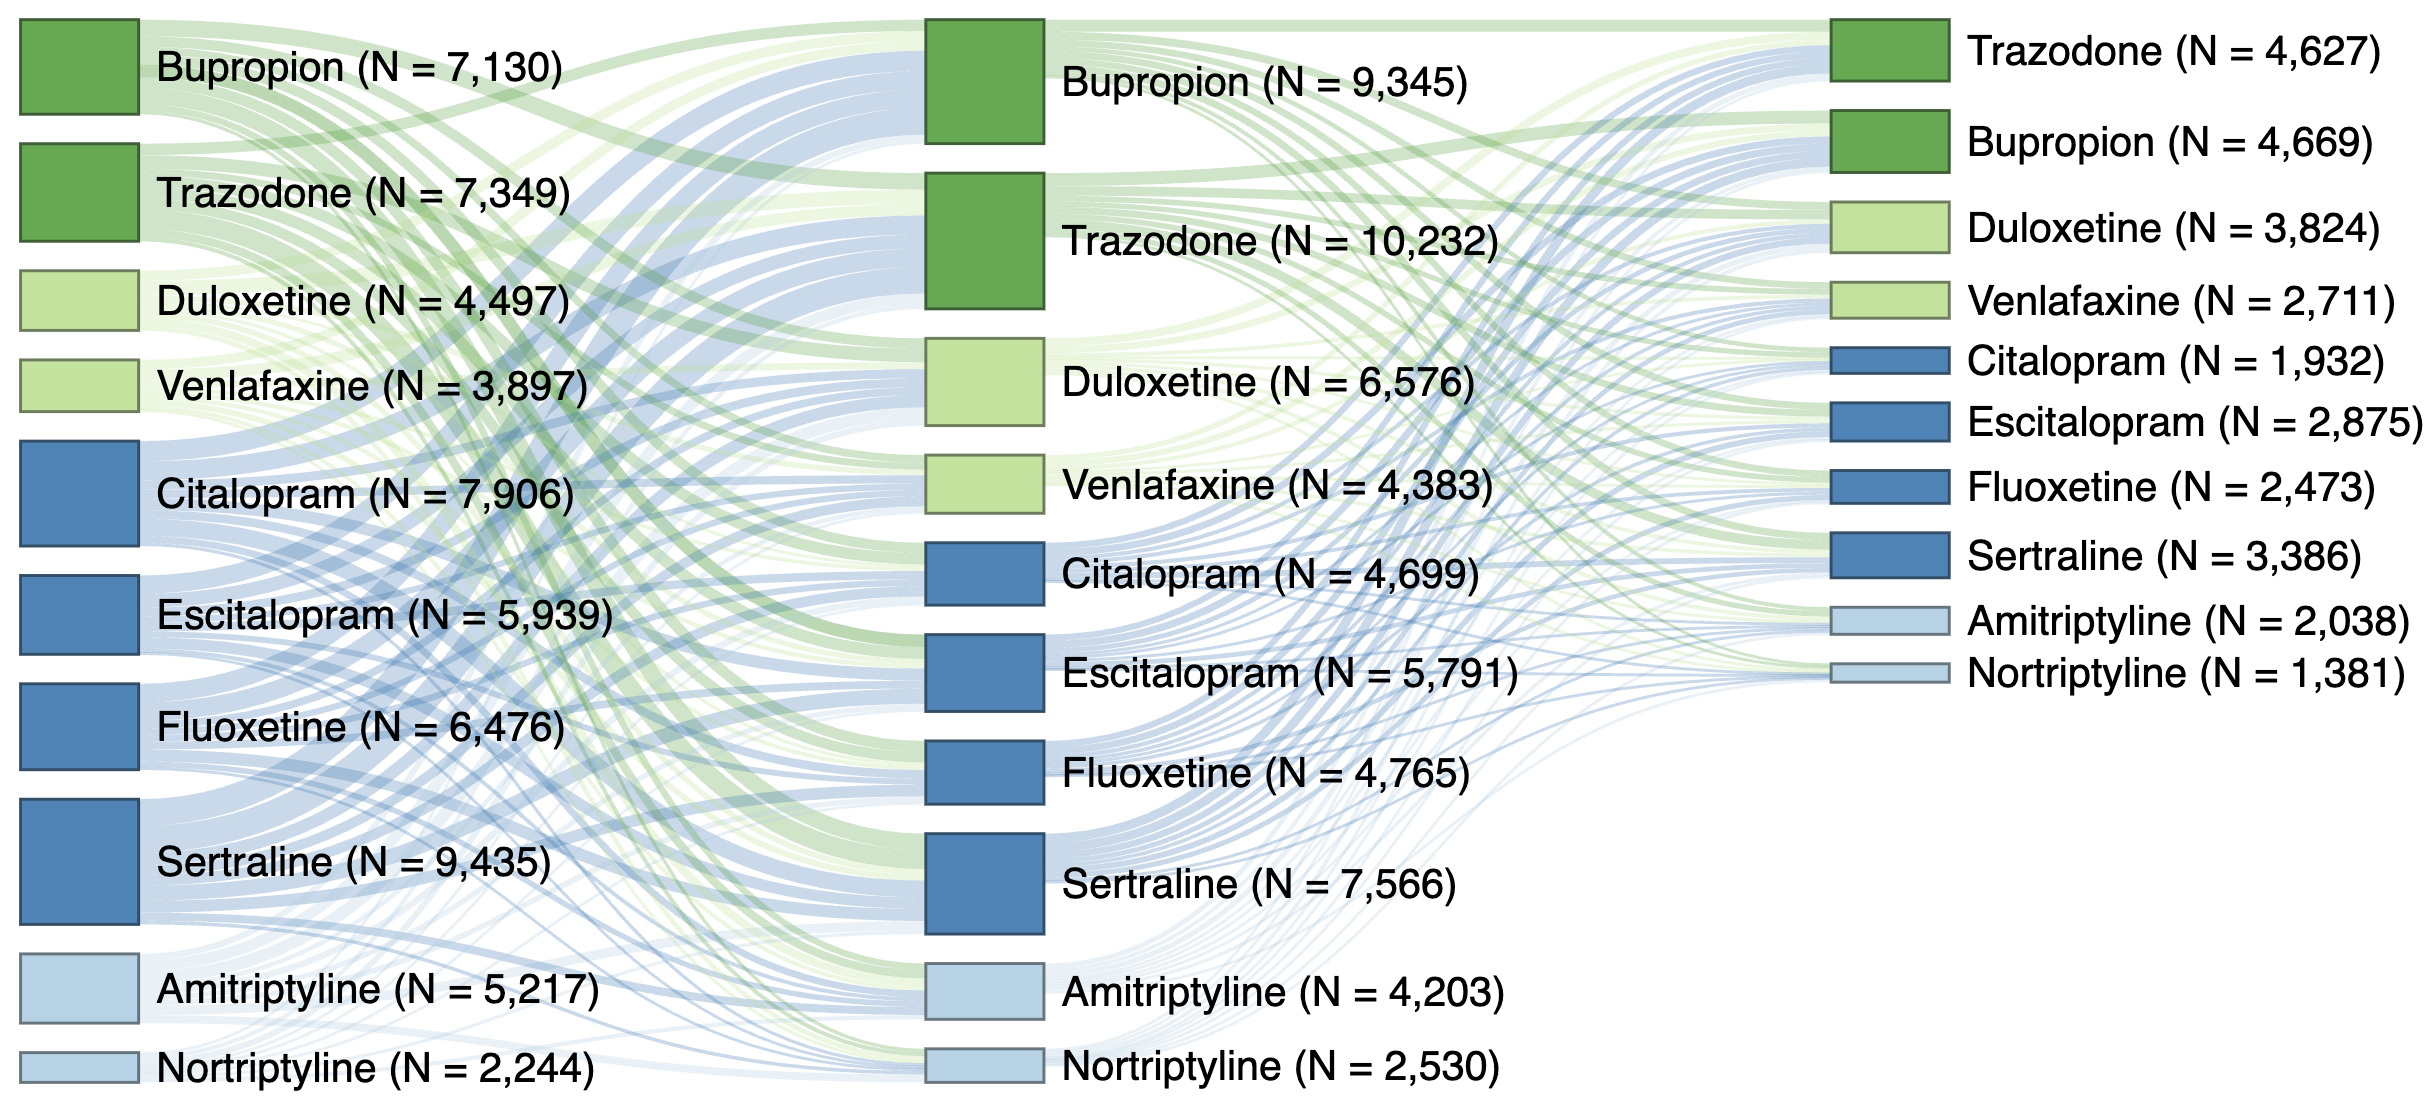 Bupropion (N = 7,130)
Trazodone (N = 7,349)
Duloxetine (N = 4,497)
Venlafaxine (N = 3,897)
Citalopram (N = 7,906)
Escitalopram (N = 5,939)
Fluoxetine (N = 6,476)
Sertraline (N = 9,435)
Amitriptyline (N = 5,217)
Nortriptyline (N = 2,244)
Bupropion (N = 9,345)
Trazodone (N = 10,232)
Duloxetine (N = 6,576)
Venlafaxine (N = 4,383)
Citalopram (N = 4,699)
Escitalopram (N = 5,791)
Fluoxetine (N = 4,765)
Sertraline (N = 7,566)
Amitriptyline (N = 4,203)
Nortriptyline (N = 2,530)
Trazodone (N = 4,627)
Bupropion (N = 4,669)
Duloxetine (N = 3,824)
Venlafaxine (N = 2,711)
Citalopram (N = 1,932)
Escitalopram (N = 2,875)
Fluoxetine (N = 2,473)
Sertraline (N = 3,386)
Amitriptyline (N = 2,038)
Nortriptyline (N = 1,381)